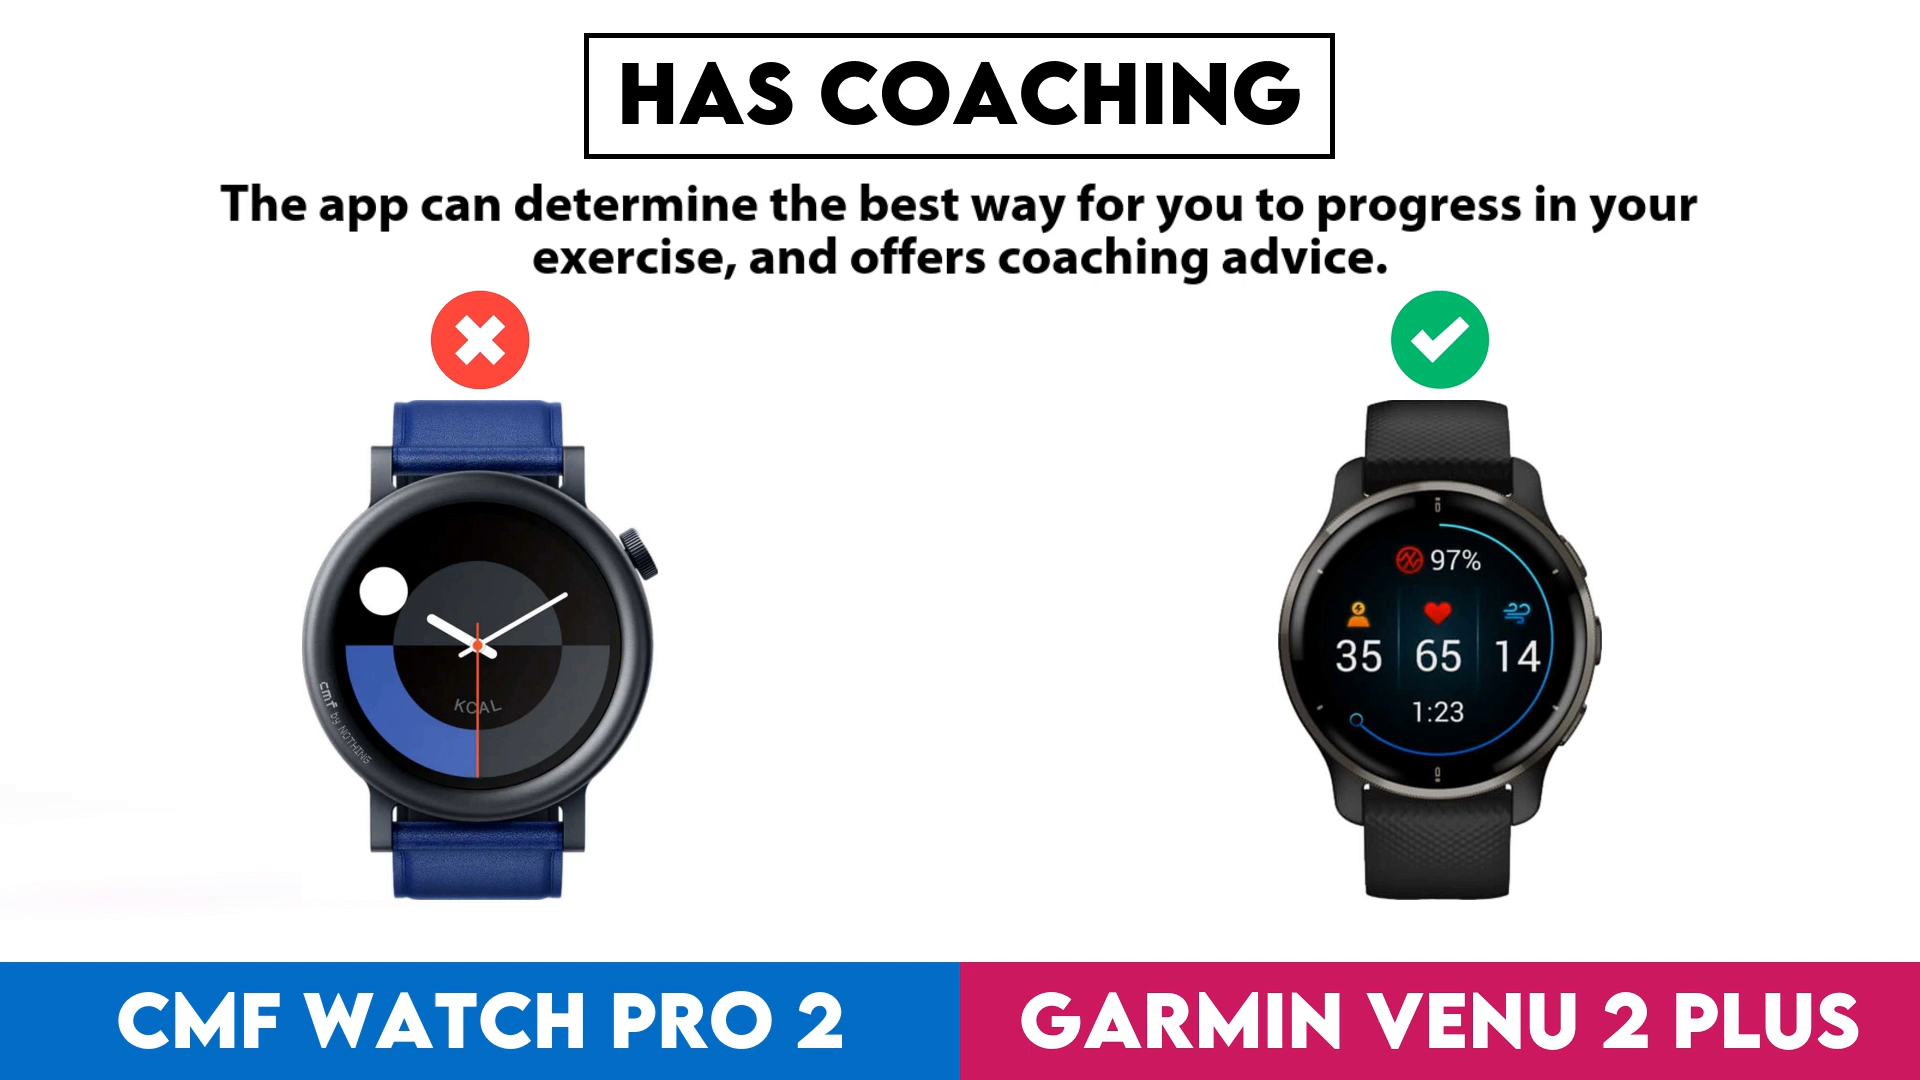 HAS COACHING
The app can determine the best way for you to progress in your
exercise, and offers coaching advice.
KCAL
cmf by NOTHING
97%
35 65 14
1:23
CMF WATCH PRO 2
GARMIN VENU 2 PLUS